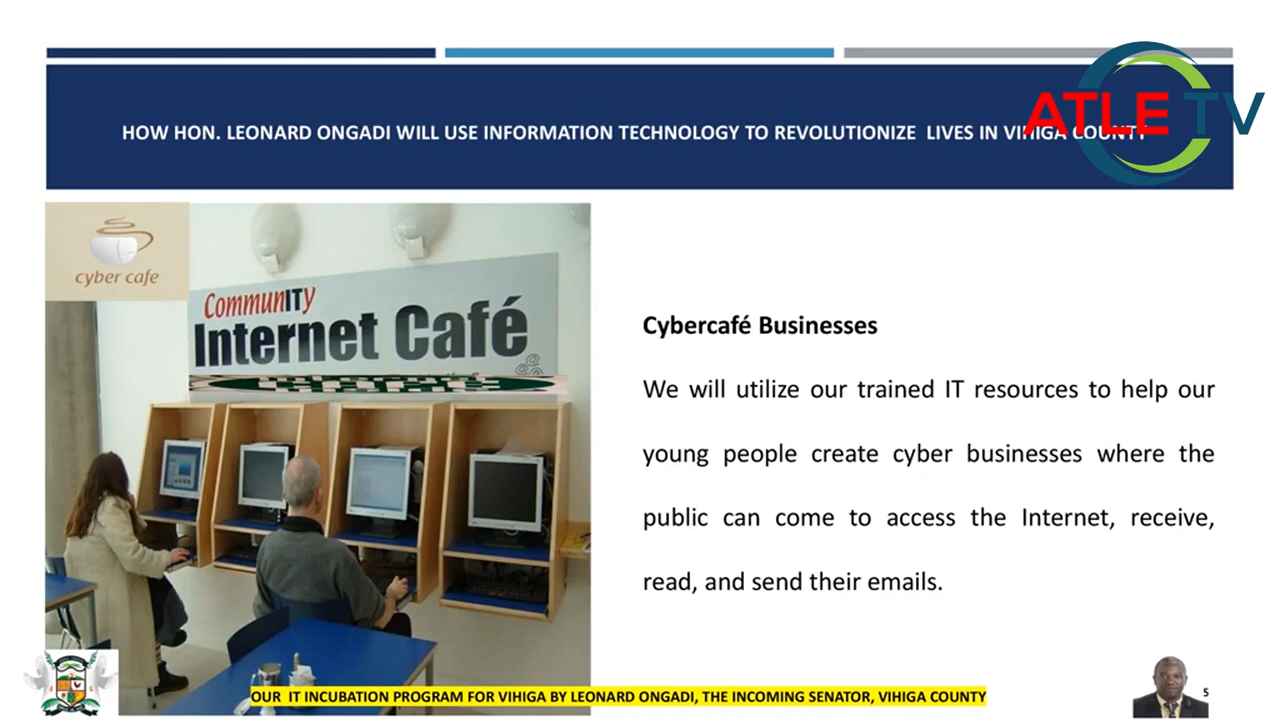 ATLE TV
HOW HON. LEONARD ONGADI WILL USE INFORMATION TECHNOLOGY TO REVOLUTIONIZE LIVES IN VIHIGA COUNTY
cyber cafe
CommunITy
Internet Café
Cybercafé Businesses
We will utilize our trained IT resources to help our
young people create cyber businesses where the
public can come to access the Internet, receive,
read, and send their emails.
OUR IT INCUBATION PROGRAM FOR VIHIGA BY LEONARD ONGADI, THE INCOMING SENATOR, VIHIGA COUNTY
5